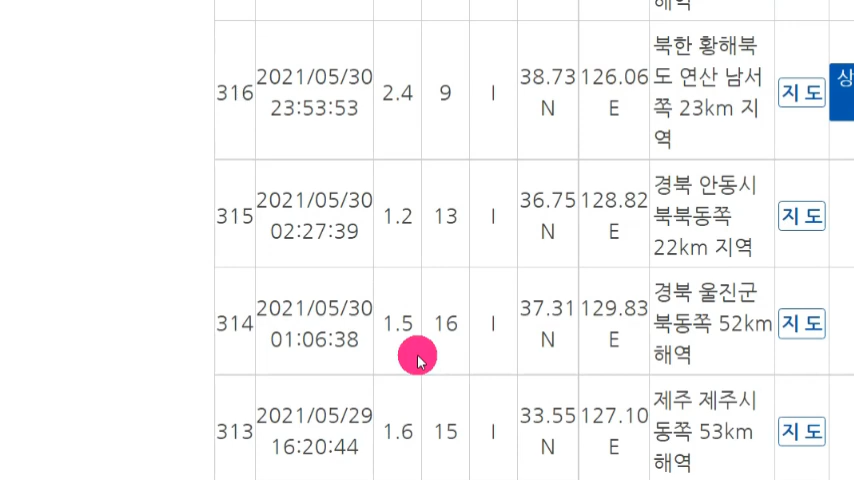 해역
316 2021/05/30 23:53:53 2.4 9 I 38.73 N 126.06 E 북한 황해북도 연산 남서쪽 23km 지역 지도 상
315 2021/05/30 02:27:39 1.2 13 I 36.75 N 128.82 E 경북 안동시 북북동쪽 22km 지역 지도
314 2021/05/30 01:06:38 1.5 16 I 37.31 N 129.83 E 경북 울진군 북동쪽 52km 해역 지도
313 2021/05/29 16:20:44 1.6 15 I 33.55 N 127.10 E 제주 제주시 동쪽 53km 해역 지도